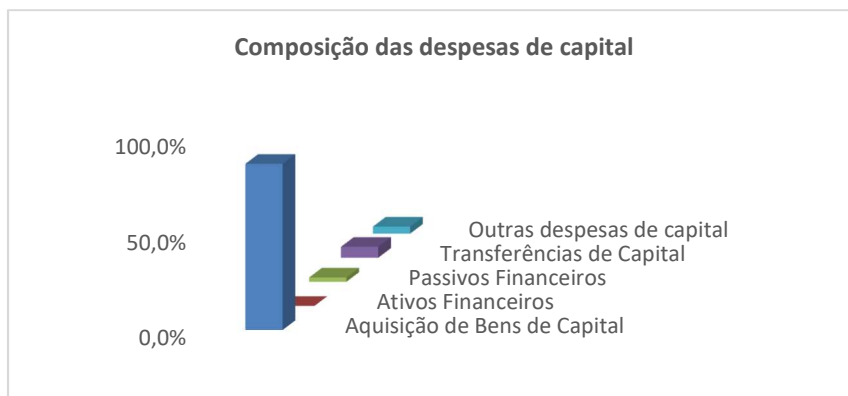 Composição das despesas de capital
100,0%
50,0%
0,0%
Outras despesas de capital
Transferências de Capital
Passivos Financeiros
Ativos Financeiros
Aquisição de Bens de Capital